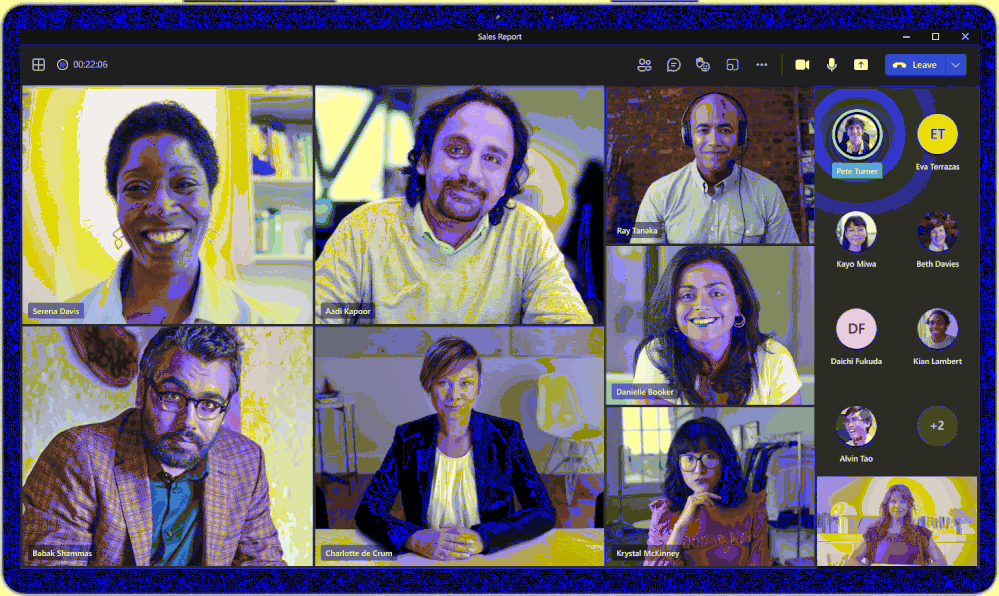 Sales Report
00:22:06
Leave
Serena Davis
Aadi Kapoor
Ray Tanaka
Danielle Booker
Babak Shammas
Charlotte de Crum
Krystal McKinney
Pete Turner
ET
Eva Terrazas
Kayo Miwa
Beth Davies
DF
Daichi Fukuda
Kian Lambert
Alvin Tao
+2